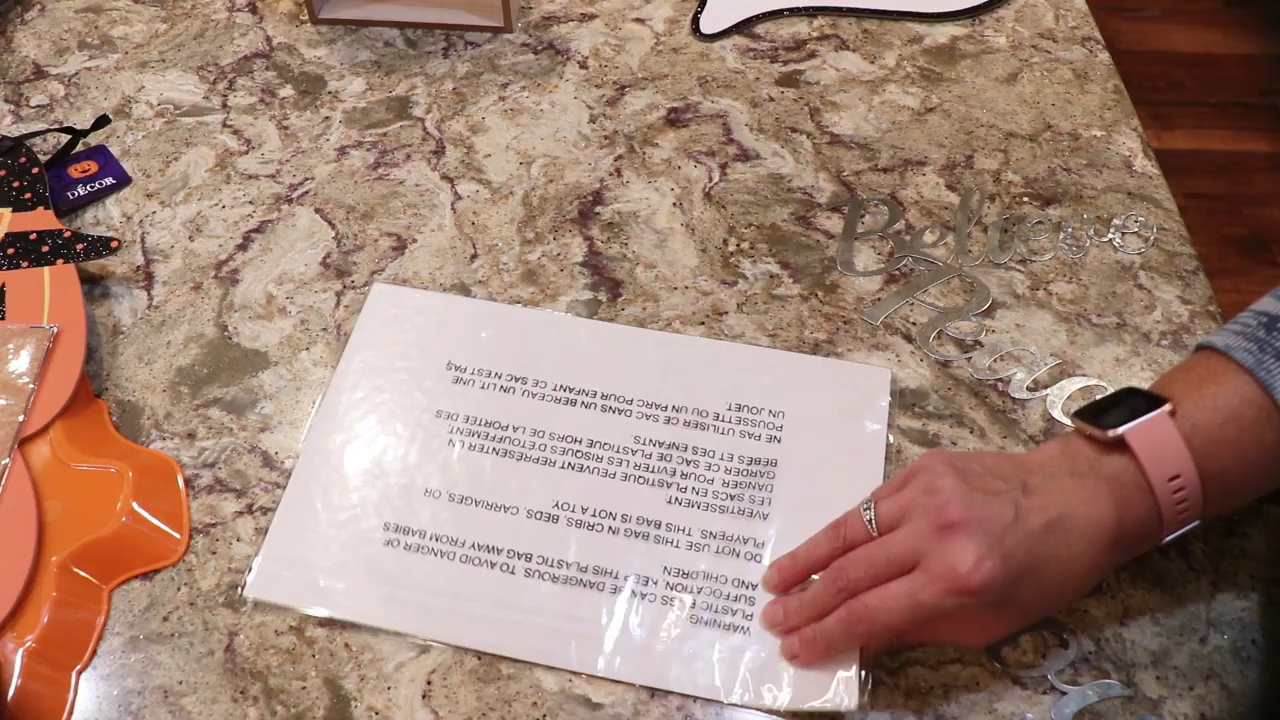 DÉCOR
Believe
Peace
WARNING:
PLASTIC BAGS CAN BE DANGEROUS, TO AVOID DANGER OF
SUFFOCATION, KEEP THIS PLASTIC BAG AWAY FROM BABIES
AND CHILDREN.
DO NOT USE THIS BAG IN CRIBS, BEDS, CARRIAGES, OR
PLAYPENS. THIS BAG IS NOT A TOY.
AVERTISSEMENT:
LES SACS EN PLASTIQUE PEUVENT REPRÉSENTER UN
DANGER. POUR ÉVITER LES RISQUES D'ÉTOUFFEMENT,
GARDER CE SAC DE PLASTIQUE HORS DE LA PORTÉE DES
BÉBÉS ET DES ENFANTS.
NE PAS UTILISER CE SAC DANS UN BERCEAU, UN LIT, UNE
POUSSETTE OU UN PARC POUR ENFANT. CE SAC N'EST PAS
UN JOUET.